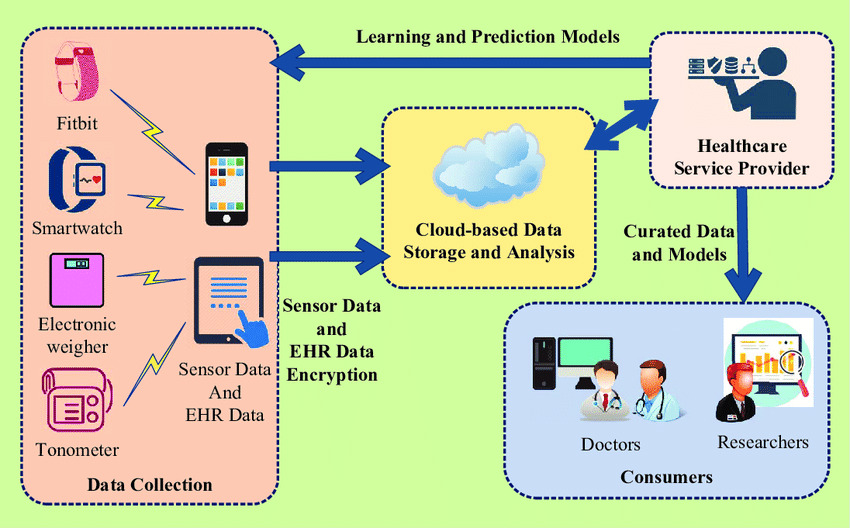 Learning and Prediction Models
Fitbit
Smartwatch
Electronic
weigher
Tonometer
Sensor Data
And
EHR Data
Data Collection
Sensor Data
and
EHR Data
Encryption
Cloud-based Data
Storage and Analysis
Healthcare
Service Provider
Curated Data
and Models
Doctors
Researchers
Consumers